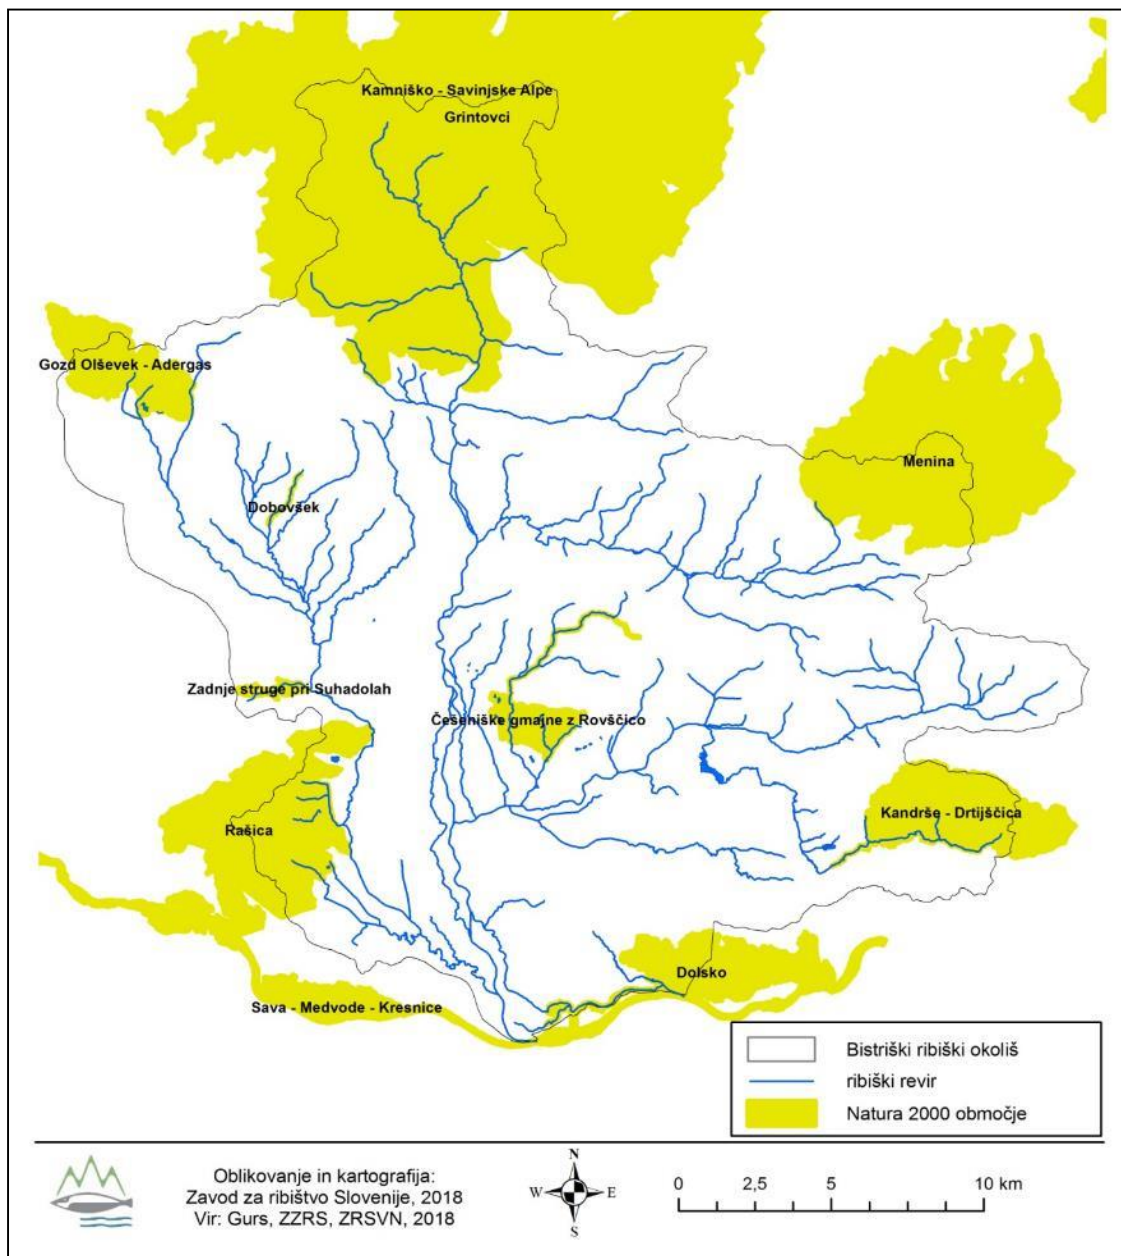 Kamniško - Savinjske Alpe
Grintovci
Gozd Olševek - Adergas
Menina
Dobovšek
Zadnje struge pri Suhadolah
Češeniške gmajne z Rovščico
Rašica
Kandrše - Drtijščica
Dolsko
Sava - Medvode - Kresnice
Bistriški ribiški okoliš
ribiški revir
Natura 2000 območje
Oblikovanje in kartografija:
Zavod za ribištvo Slovenije, 2018
Vir: Gurs, ZZRS, ZRSVN, 2018
N
W E
S
0 2,5 5 10 km